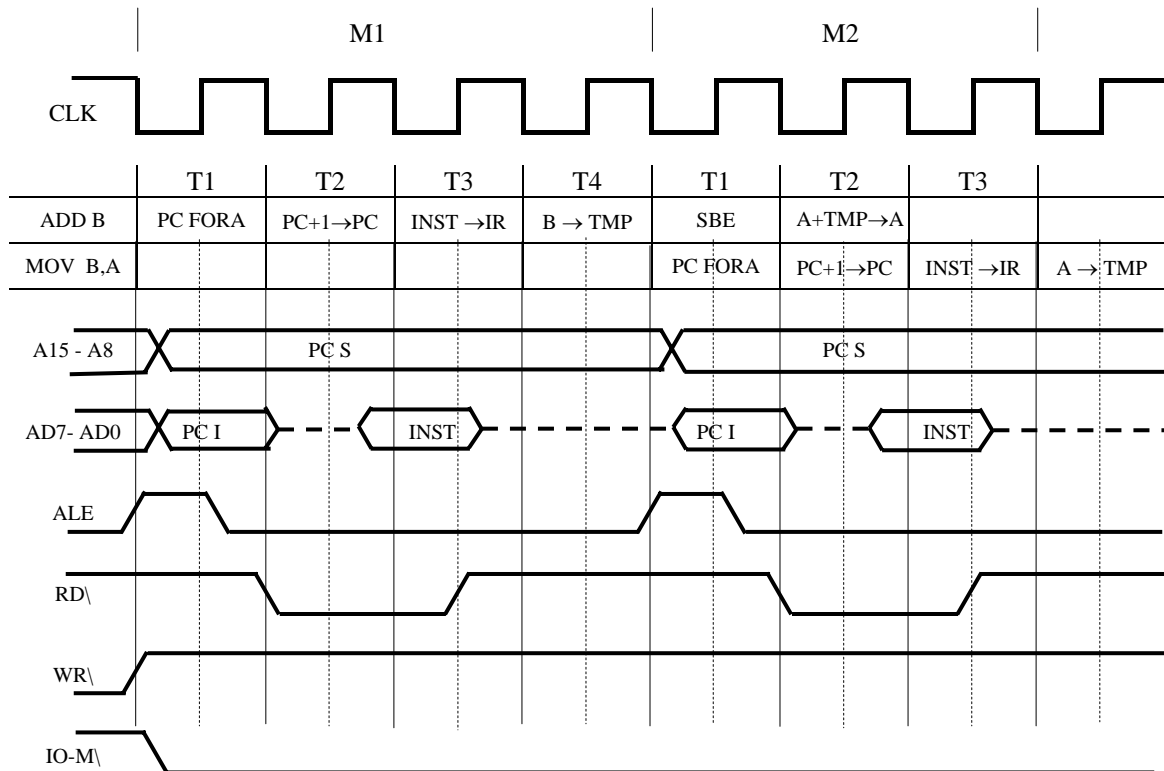 M1 M2
CLK
T1 T2 T3 T4 T1 T2 T3
ADD B PC FORA PC+1→PC INST →IR B → TMP SBE A+TMP→A
MOV B,A PC FORA PC+1→PC INST →IR A → TMP
A15 - A8 PC S PC S
AD7- AD0 PC I INST PC I INST
ALE
RD\
WR\
IO-M\